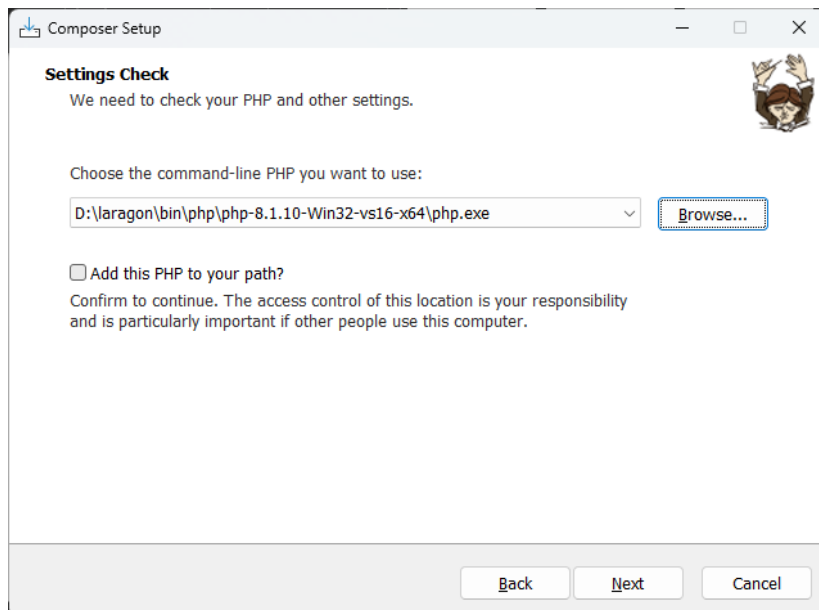 Composer Setup
Settings Check
We need to check your PHP and other settings.
Choose the command-line PHP you want to use:
D:\laragon\bin\php\php-8.1.10-Win32-vs16-x64\php.exe
Browse...
Add this PHP to your path?
Confirm to continue. The access control of this location is your responsibility
and is particularly important if other people use this computer.
Back
Next
Cancel